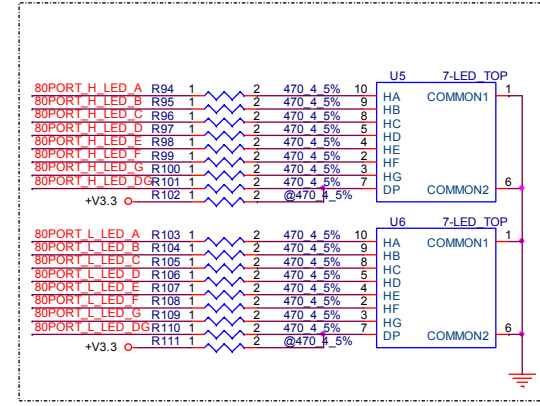 U5 7-LED_TOP
80PORT_H_LED_A R94 1 2 470_4_5% 10 HA COMMON1 1
80PORT_H_LED_B R95 1 2 470_4_5% 9 HB
80PORT_H_LED_C R96 1 2 470_4_5% 8 HC
80PORT_H_LED_D R97 1 2 470_4_5% 5 HD
80PORT_H_LED_E R98 1 2 470_4_5% 4 HE
80PORT_H_LED_F R99 1 2 470_4_5% 2 HF
80PORT_H_LED_G R100 1 2 470_4_5% 3 HG
80PORT_H_LED_DG R101 1 2 470_4_5% 7 DP COMMON2 6
+V3.3 R102 1 2 @470_4_5%
U6 7-LED_TOP
80PORT_L_LED_A R103 1 2 470_4_5% 10 HA COMMON1 1
80PORT_L_LED_B R104 1 2 470_4_5% 9 HB
80PORT_L_LED_C R105 1 2 470_4_5% 8 HC
80PORT_L_LED_D R106 1 2 470_4_5% 5 HD
80PORT_L_LED_E R107 1 2 470_4_5% 4 HE
80PORT_L_LED_F R108 1 2 470_4_5% 2 HF
80PORT_L_LED_G R109 1 2 470_4_5% 3 HG
80PORT_L_LED_DG R110 1 2 470_4_5% 7 DP COMMON2 6
+V3.3 R111 1 2 @470_4_5%